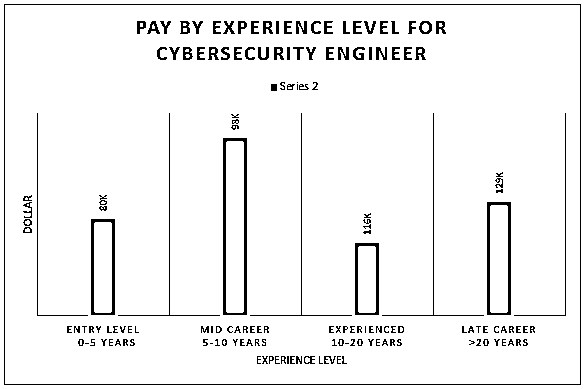 PAY BY EXPERIENCE LEVEL FOR
CYBERSECURITY ENGINEER
Series 2
DOLLAR
80K
98K
116K
129K
ENTRY LEVEL
0-5 YEARS
MID CAREER
5-10 YEARS
EXPERIENCED
10-20 YEARS
LATE CAREER
>20 YEARS
EXPERIENCE LEVEL